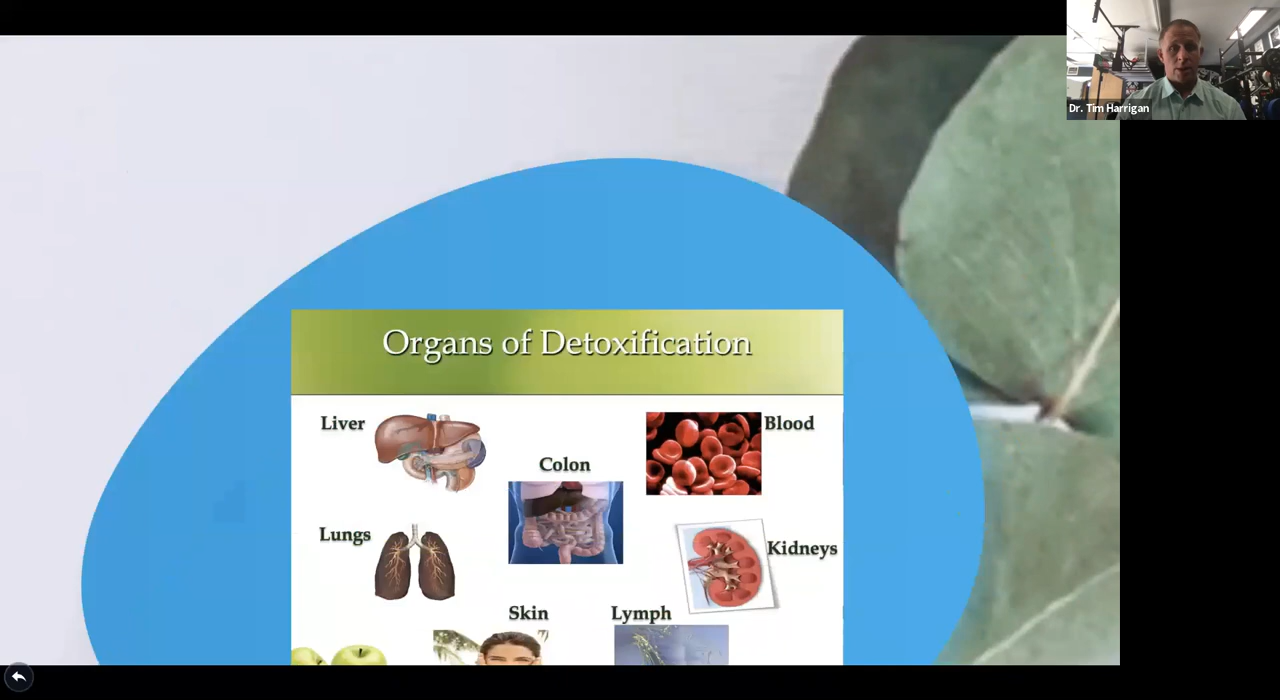 Dr. Tim Harrigan
Organs of Detoxification
Liver
Blood
Colon
Lungs
Kidneys
Skin
Lymph